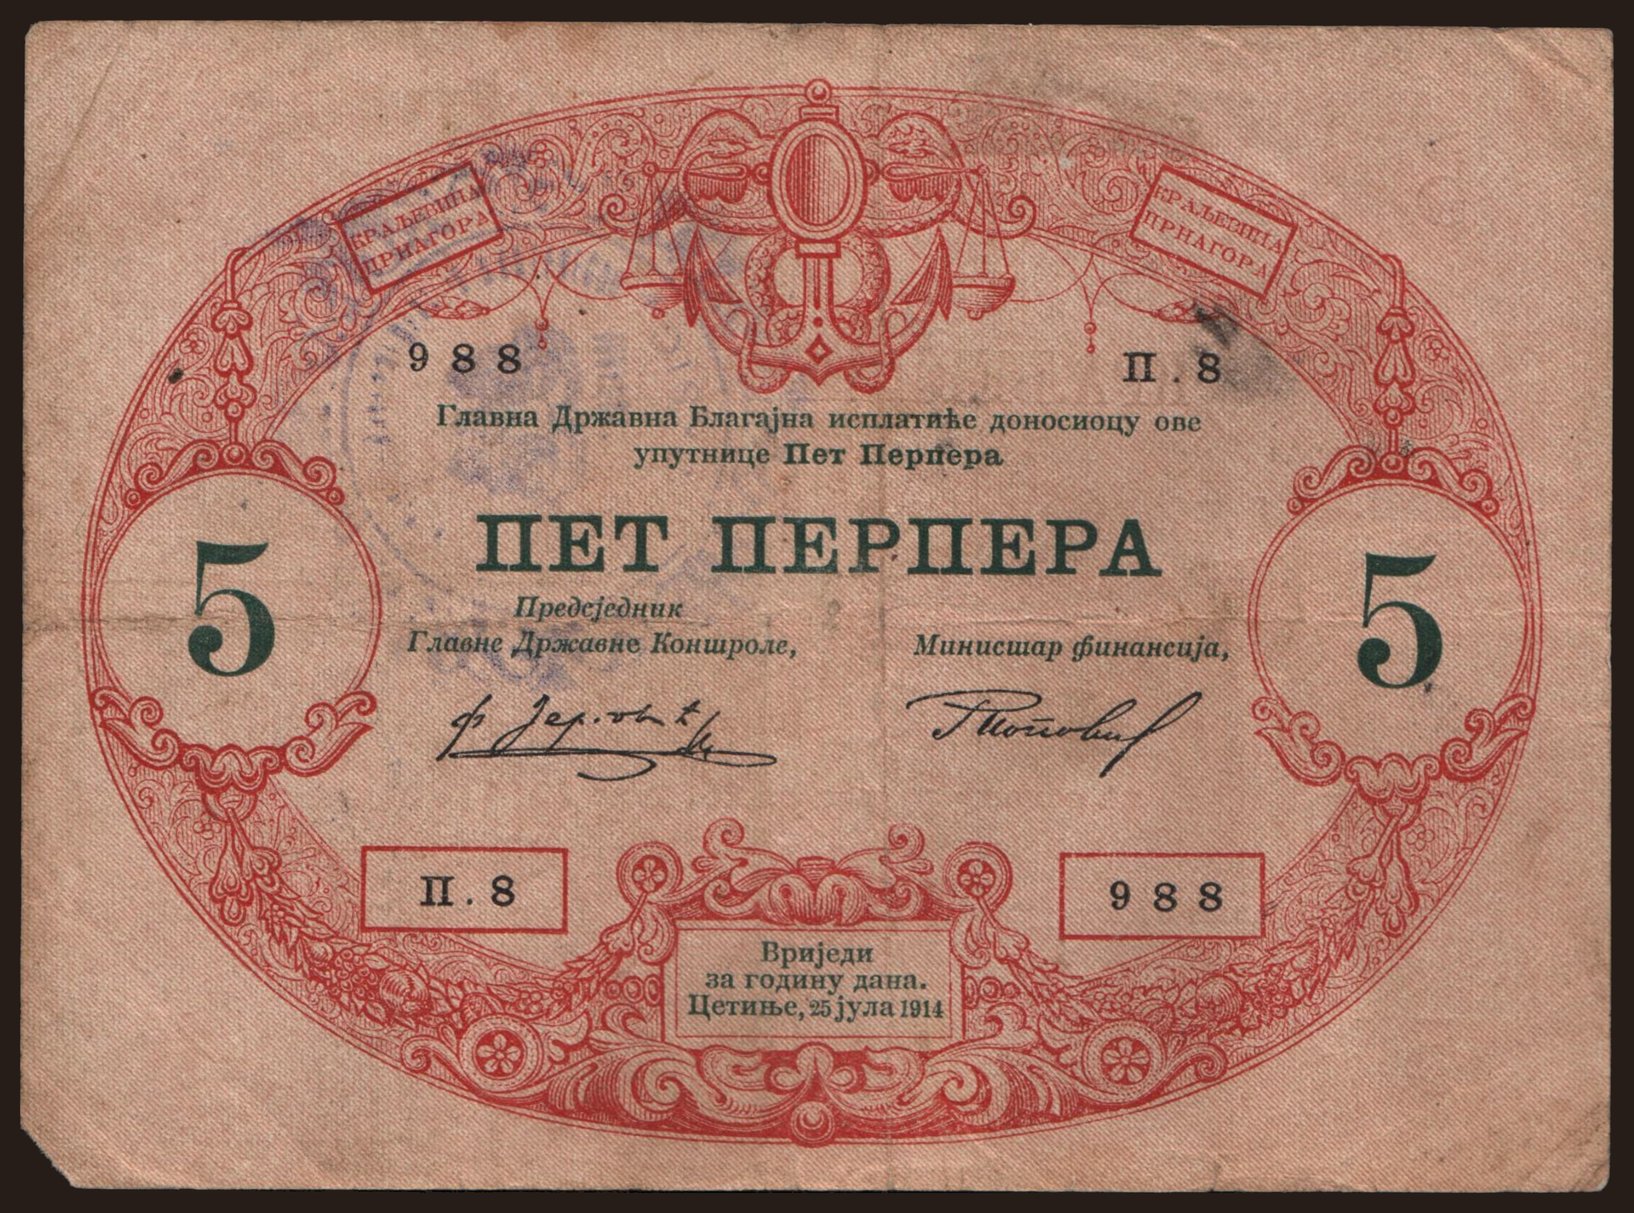 КРАЉЕВИНА
ЦРНАГОРА
КРАЉЕВИНА
ЦРНАГОРА
988
П.8
Главна Државна Благајна исплатиће доносиоцу ове
упутнице Пет Перпера
ПЕТ ПЕРПЕРА
5
5
Предсједник
Главне Државне Контроле,
Министар финансија,
П.8
988
Вриједи
за годину дана.
Цетиње, 25 јула 1914